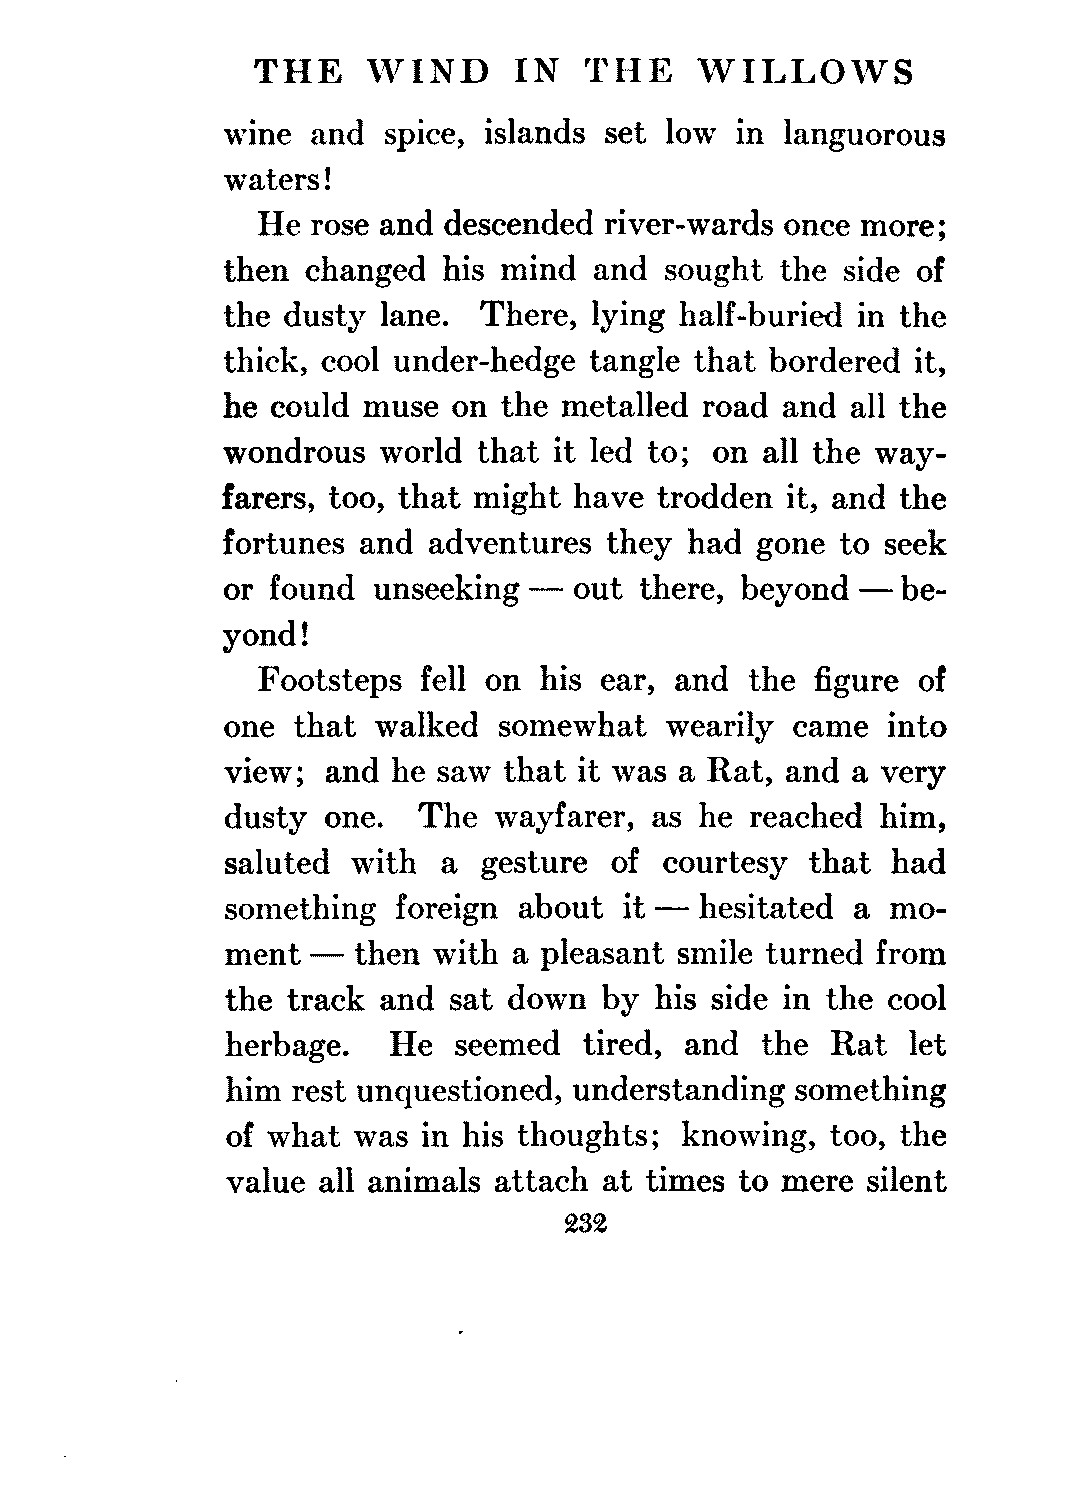 THE WIND IN THE WILLOWS
wine and spice, islands set low in languorous
waters!
He rose and descended river-wards once more;
then changed his mind and sought the side of
the dusty lane. There, lying half-buried in the
thick, cool under-hedge tangle that bordered it,
he could muse on the metalled road and all the
wondrous world that it led to; on all the way-
farers, too, that might have trodden it, and the
fortunes and adventures they had gone to seek
or found unseeking — out there, beyond — be-
yond!
Footsteps fell on his ear, and the figure of
one that walked somewhat wearily came into
view; and he saw that it was a Rat, and a very
dusty one. The wayfarer, as he reached him,
saluted with a gesture of courtesy that had
something foreign about it — hesitated a mo-
ment — then with a pleasant smile turned from
the track and sat down by his side in the cool
herbage. He seemed tired, and the Rat let
him rest unquestioned, understanding something
of what was in his thoughts; knowing, too, the
value all animals attach at times to mere silent
232